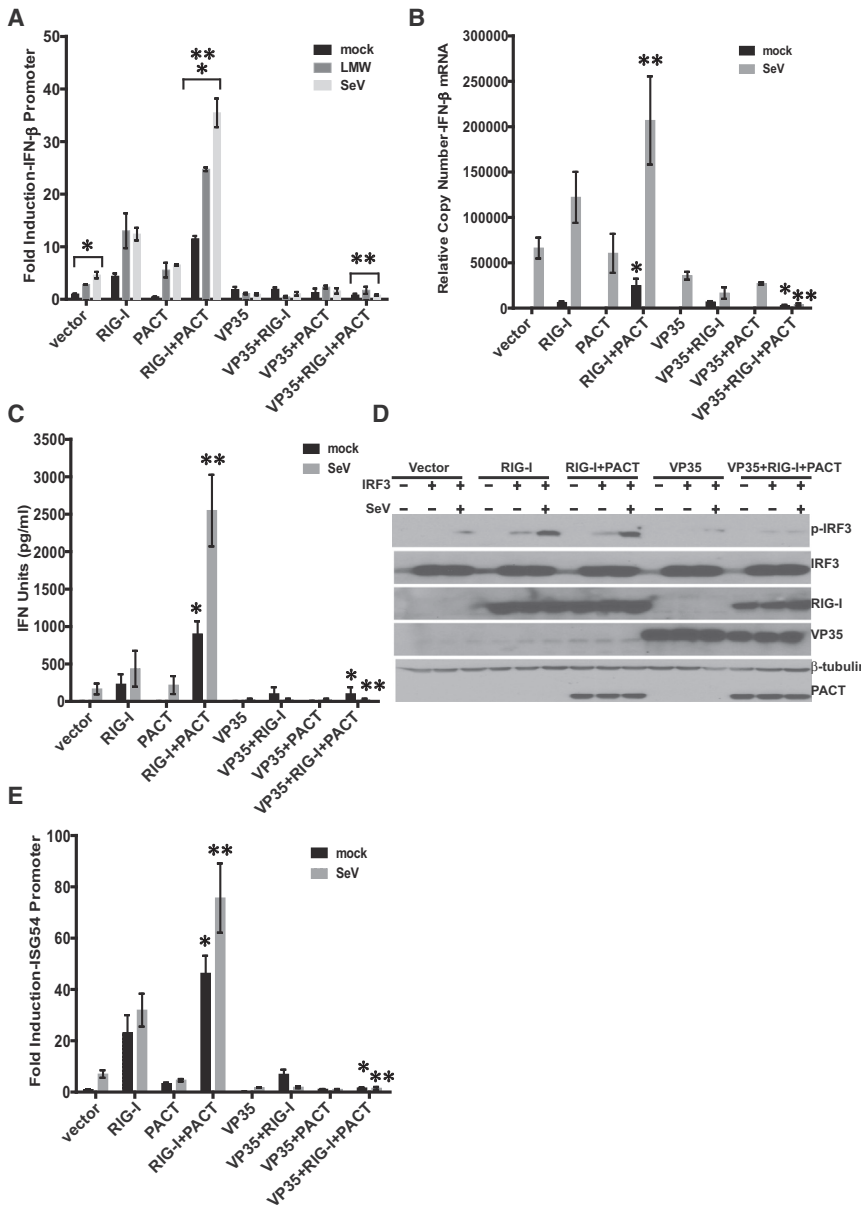 A
Fold Induction-IFN-β Promoter
50
40
30
20
10
0
mock
LMW
SeV
*
**
*
**
vector
RIG-I
PACT
RIG-I+PACT
VP35
VP35+RIG-I
VP35+PACT
VP35+RIG-I+PACT
B
Relative Copy Number-IFN-β mRNA
300000
250000
200000
150000
100000
50000
0
mock
SeV
**
*
*
**
vector
RIG-I
PACT
RIG-I+PACT
VP35
VP35+RIG-I
VP35+PACT
VP35+RIG-I+PACT
C
IFN Units (pg/ml)
3500
3000
2500
2000
1500
1000
500
0
mock
SeV
**
*
*
**
vector
RIG-I
PACT
RIG-I+PACT
VP35
VP35+RIG-I
VP35+PACT
VP35+RIG-I+PACT
D
Vector RIG-I RIG-I+PACT VP35 VP35+RIG-I+PACT
IRF3 − + + − + + − + + − + + − + +
SeV − − + − − + − − + − − + − − +
p-IRF3
IRF3
RIG-I
VP35
β-tubulin
PACT
E
Fold Induction-ISG54 Promoter
100
80
60
40
20
0
mock
SeV
**
*
*
**
vector
RIG-I
PACT
RIG-I+PACT
VP35
VP35+RIG-I
VP35+PACT
VP35+RIG-I+PACT